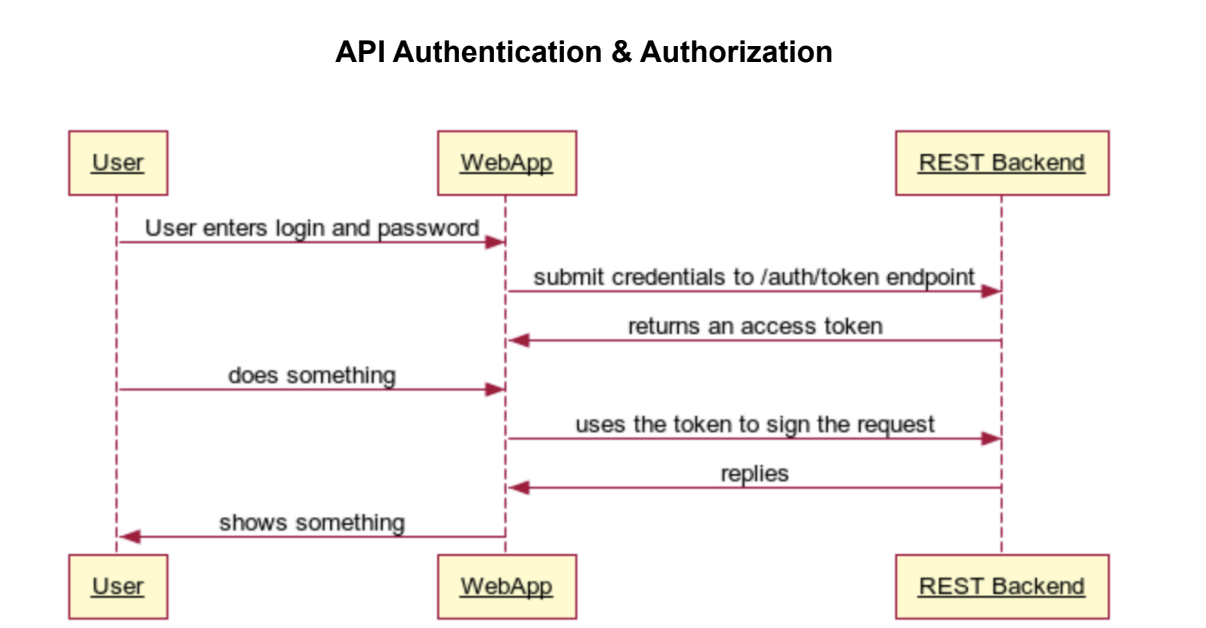 API Authentication & Authorization
User
WebApp
REST Backend
User enters login and password
submit credentials to /auth/token endpoint
returns an access token
does something
uses the token to sign the request
replies
shows something
User
WebApp
REST Backend